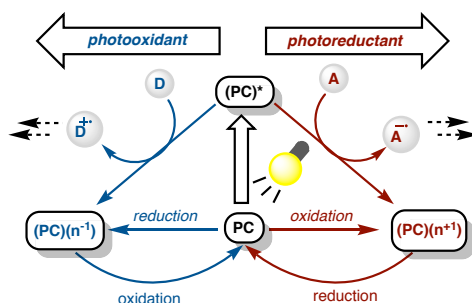 photooxidant
photoreductant
D
A
(PC)*
D+•
A−•
reduction
oxidation
(PC)(n-1)
PC
(PC)(n+1)
oxidation
reduction